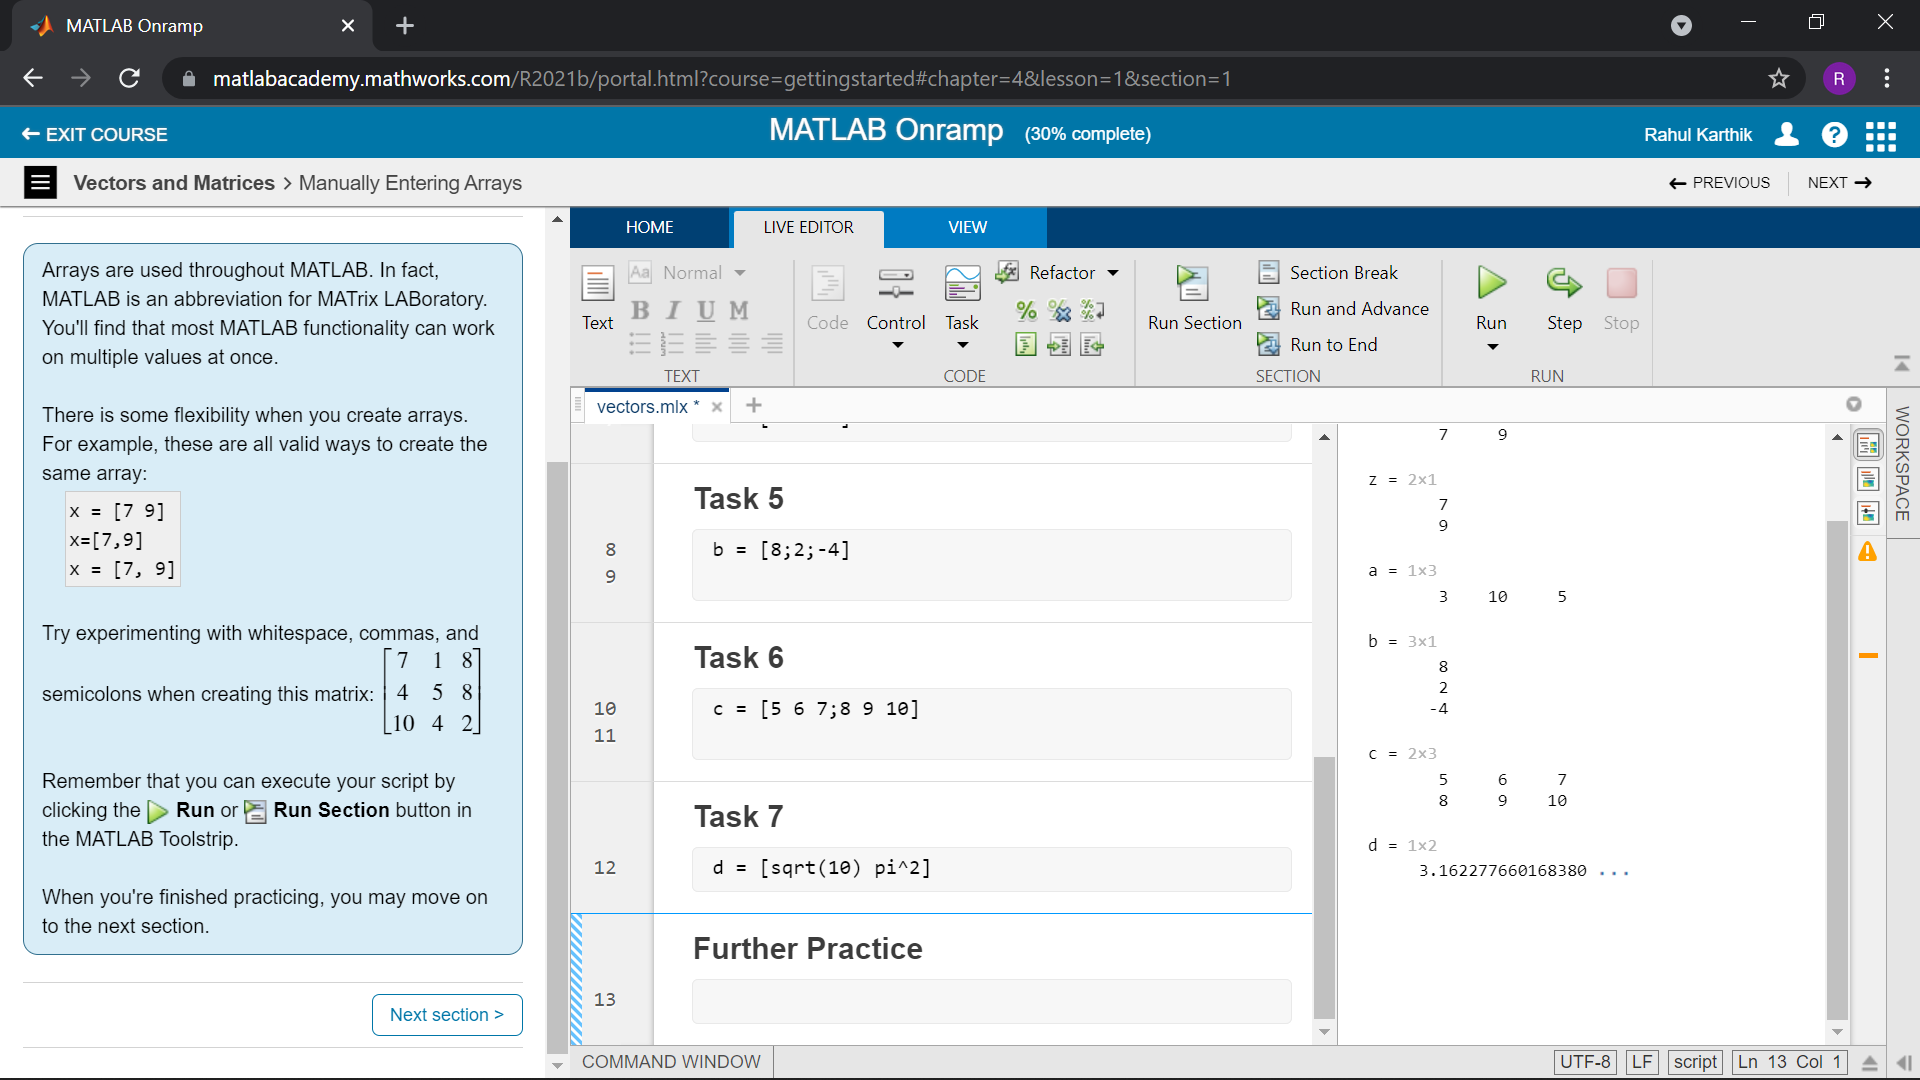 MATLAB Onramp
matlabacademy.mathworks.com/R2021b/portal.html?course=gettingstarted#chapter=4&lesson=1&section=1
R
EXIT COURSE
MATLAB Onramp (30% complete)
Rahul Karthik
Vectors and Matrices > Manually Entering Arrays
PREVIOUS
NEXT
Arrays are used throughout MATLAB. In fact,
MATLAB is an abbreviation for MATrix LABoratory.
You'll find that most MATLAB functionality can work
on multiple values at once.
There is some flexibility when you create arrays.
For example, these are all valid ways to create the
same array:
x = [7 9]
x=[7,9]
x = [7, 9]
Try experimenting with whitespace, commas, and
semicolons when creating this matrix:
7 1 8
4 5 8
10 4 2
Remember that you can execute your script by
clicking the Run or Run Section button in
the MATLAB Toolstrip.
When you're finished practicing, you may move on
to the next section.
Next section >
HOME
LIVE EDITOR
VIEW
Text
Aa Normal
B I U M
TEXT
Code
Control
Task
Refactor
CODE
Run Section
Section Break
Run and Advance
Run to End
SECTION
Run
Step
Stop
RUN
vectors.mlx *
Task 5
8 b = [8;2;-4]
9
Task 6
10 c = [5 6 7;8 9 10]
11
Task 7
12 d = [sqrt(10) pi^2]
Further Practice
13
7 9
z = 2×1
7
9
a = 1×3
3 10 5
b = 3×1
8
2
-4
c = 2×3
5 6 7
8 9 10
d = 1×2
3.162277660168380 ...
WORKSPACE
COMMAND WINDOW
UTF-8
LF
script
Ln 13 Col 1